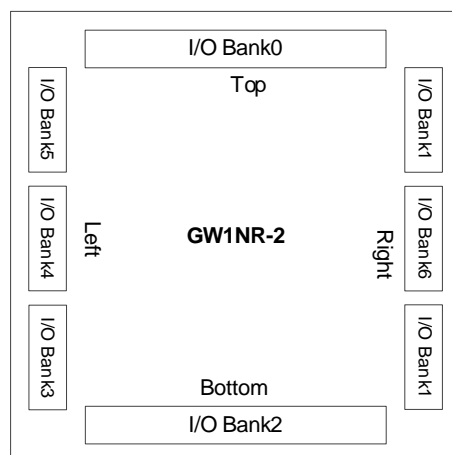 I/O Bank0
Top
I/O Bank5
I/O Bank1
Left
I/O Bank4
GW1NR-2
Right
I/O Bank6
I/O Bank3
I/O Bank1
Bottom
I/O Bank2